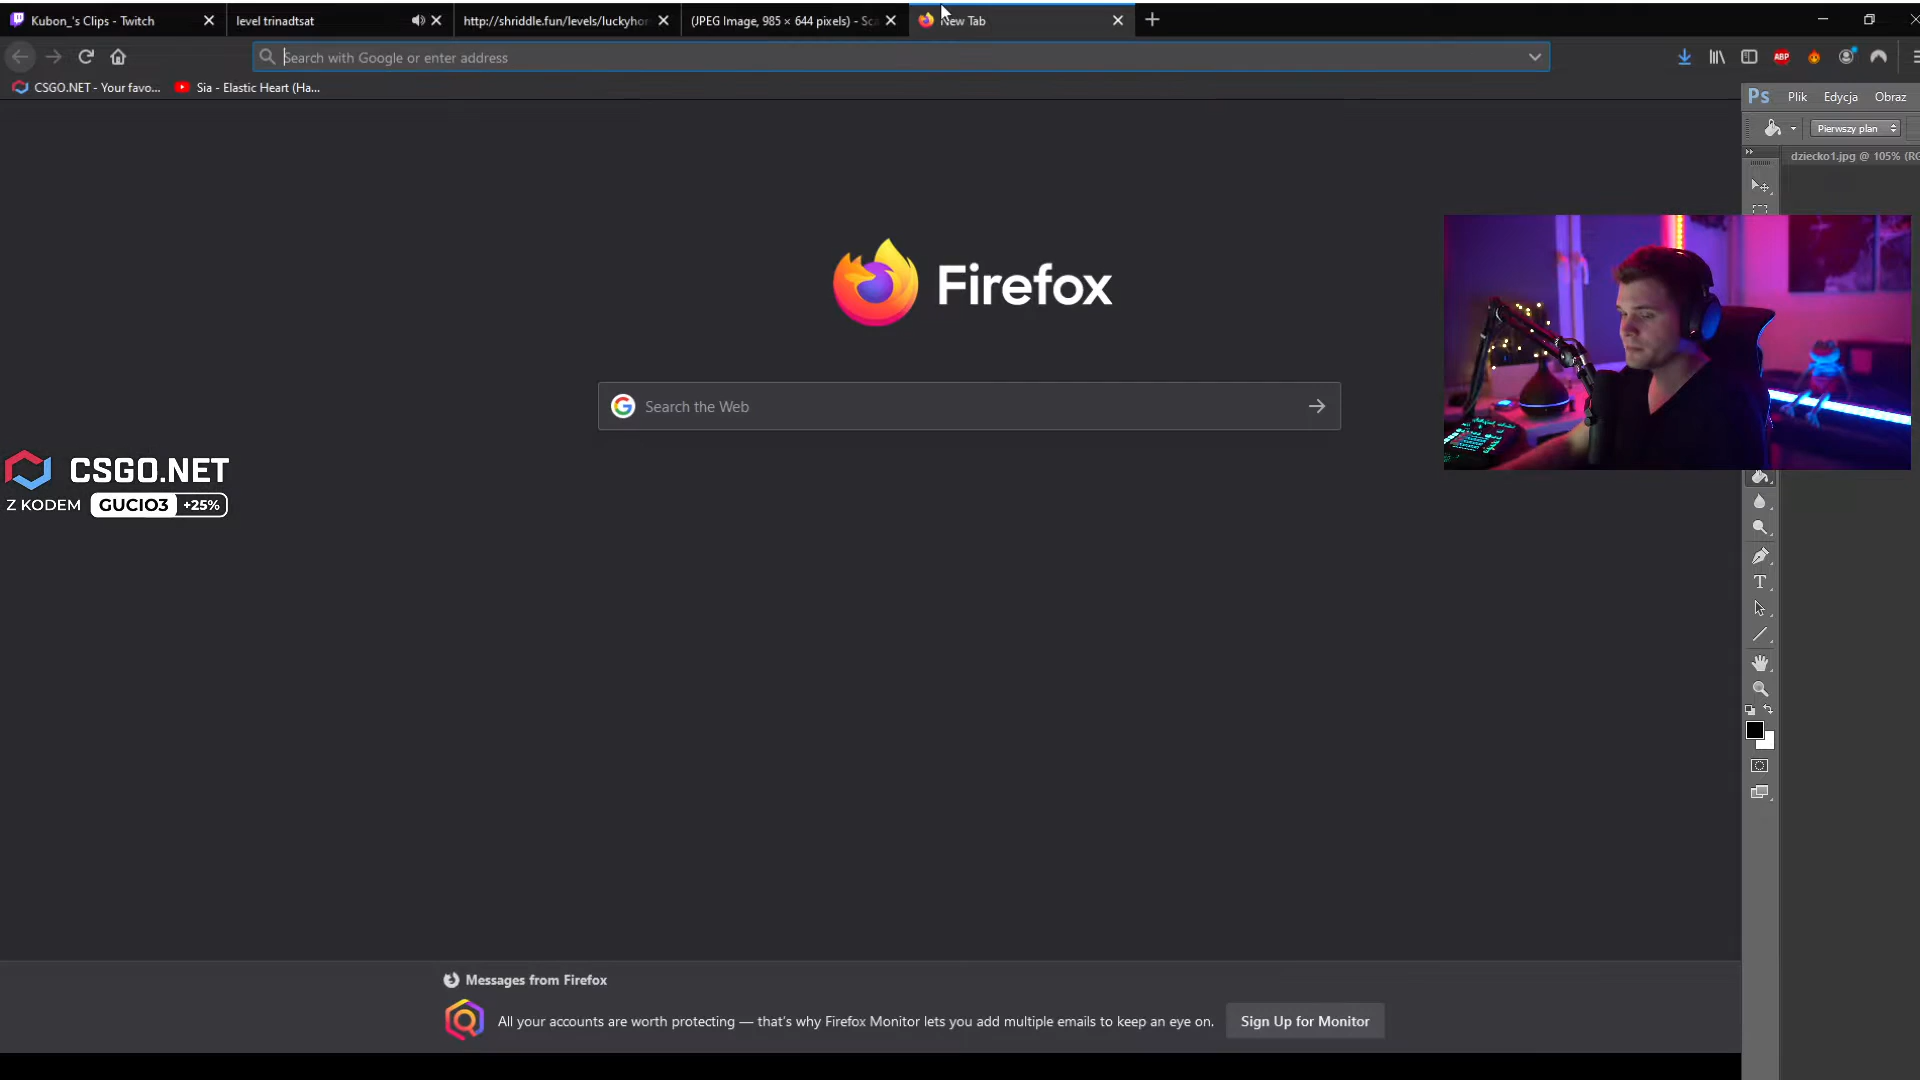 Kubon_'s Clips - Twitch
level trinadtsat
http://shriddle.fun/levels/luckyho
(JPEG Image, 985 × 644 pixels) - Sc
New Tab
Search with Google or enter address
ABP
CSGO.NET - Your favo...
Sia - Elastic Heart (Ha...
Ps
Plik
Edycja
Obraz
Pierwszy plan
dziecko1.jpg @ 105% (RG
Firefox
Search the Web
CSGO.NET
Z KODEM GUCIO3 +25%
T
Messages from Firefox
All your accounts are worth protecting — that's why Firefox Monitor lets you add multiple emails to keep an eye on.
Sign Up for Monitor